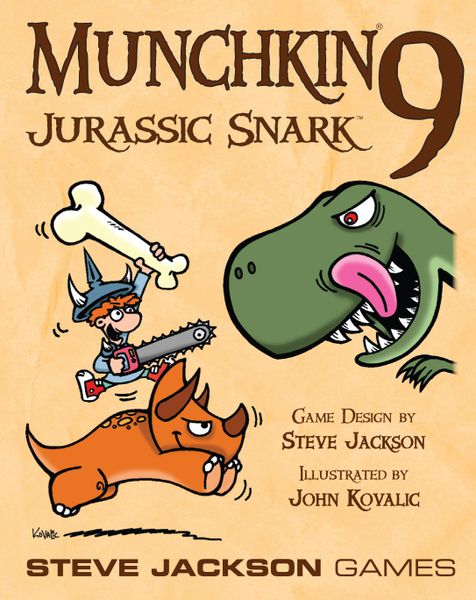 MUNCHKIN® 9
JURASSIC SNARK™
GAME DESIGN BY
STEVE JACKSON
ILLUSTRATED BY
JOHN KOVALIC
KOVALIC
STEVE JACKSON GAMES